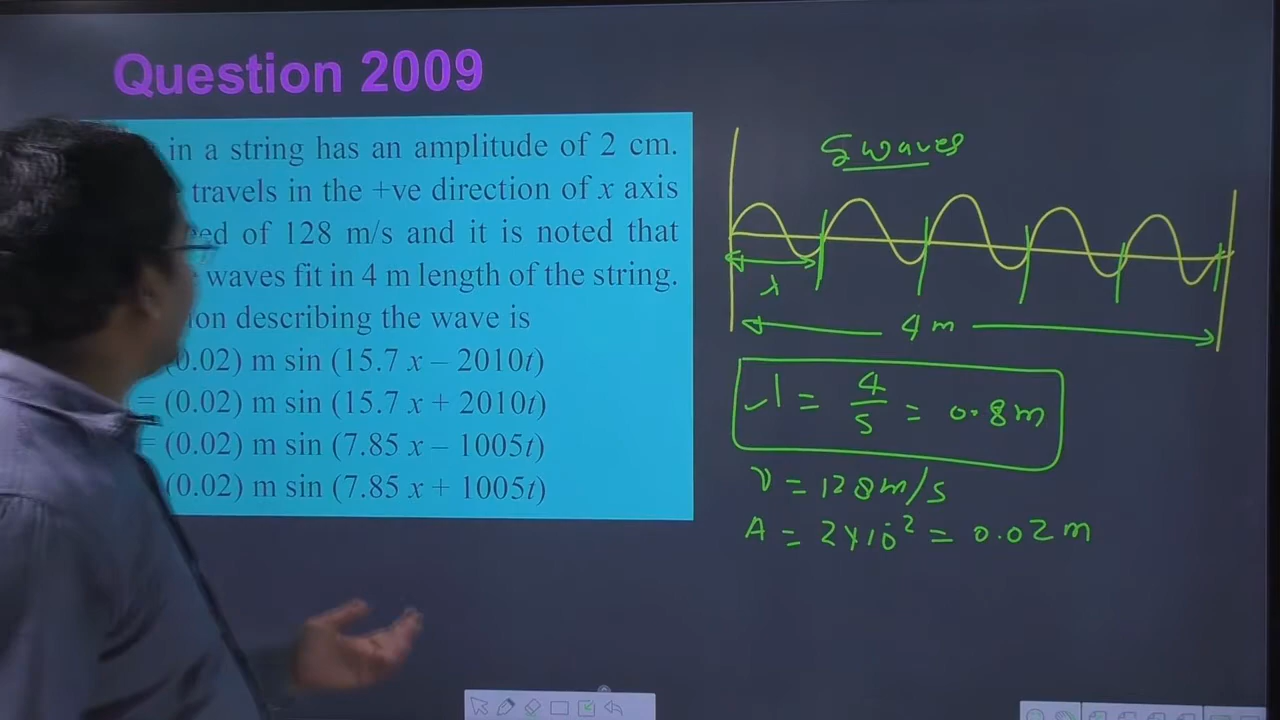 Question 2009
in a string has an amplitude of 2 cm.
travels in the +ve direction of x axis
of 128 m/s and it is noted that
waves fit in 4 m length of the string.
describing the wave is
(0.02) m sin (15.7 x – 2010t)
= (0.02) m sin (15.7 x + 2010t)
= (0.02) m sin (7.85 x – 1005t)
(0.02) m sin (7.85 x + 1005t)
5 waves
λ
4 m
λ = 4/5 = 0.8m
v = 128m/s
A = 2×10⁻² = 0.02 m